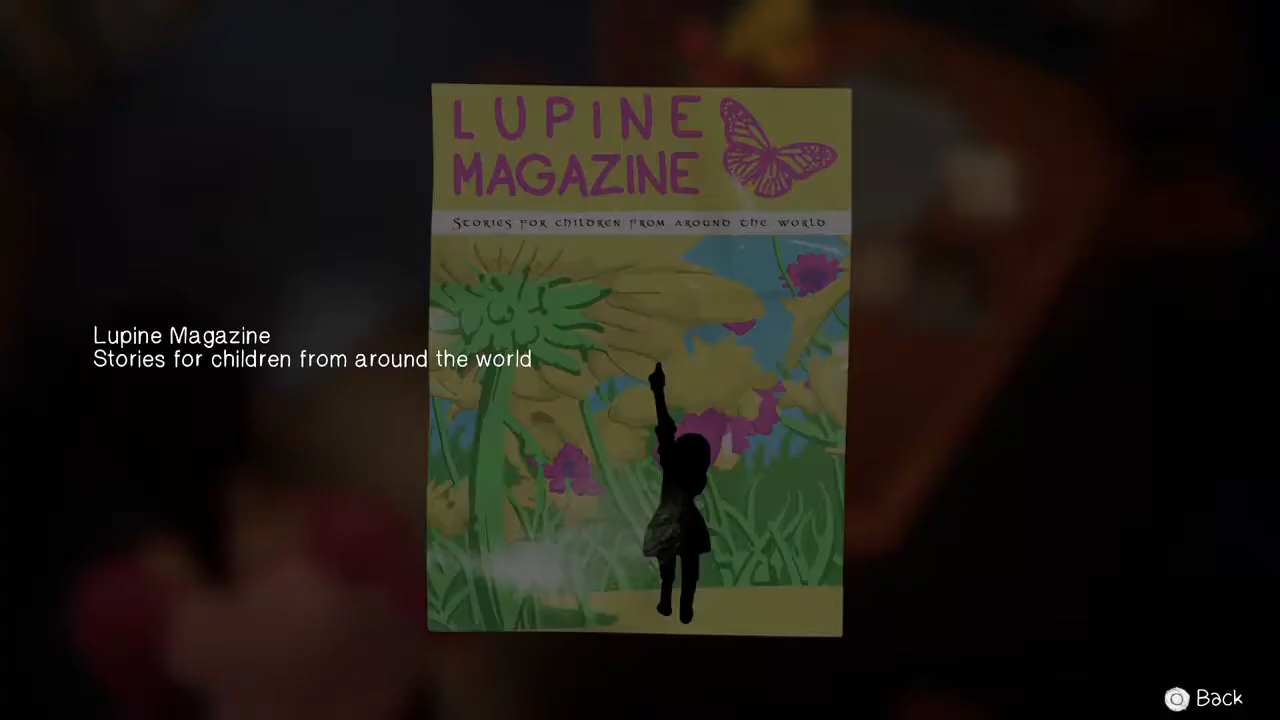 LUPINE
MAGAZINE
Stories for children from around the world
Lupine Magazine
Stories for children from around the world
Back